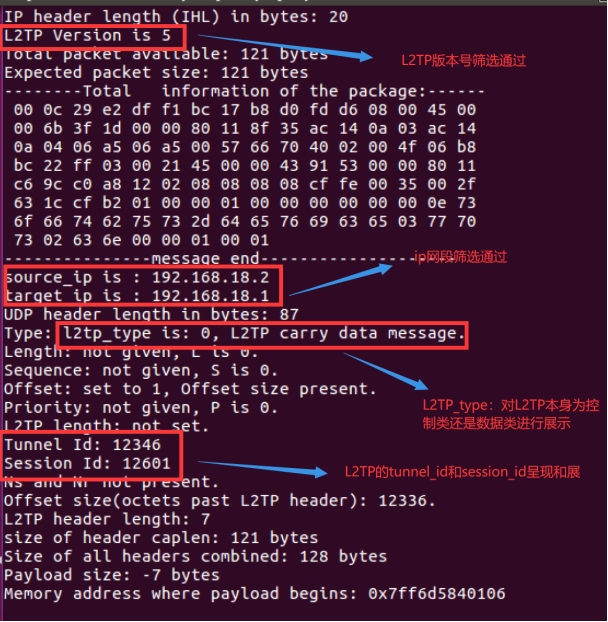 IP header length (IHL) in bytes: 20
L2TP Version is 5
Total packet available: 121 bytes
L2TP版本号筛选通过
Expected packet size: 121 bytes
--------Total   information of the package:------
00 0c 29 e2 df f1 bc 17 b8 d0 fd d6 08 00 45 00
00 6b 3f 1d 00 00 80 11 8f 35 ac 14 0a 03 ac 14
0a 04 06 a5 06 a5 00 57 66 70 40 02 00 4f 06 b8
bc 22 ff 03 00 21 45 00 00 43 91 53 00 00 80 11
c6 9c c0 a8 12 02 08 08 08 08 cf fe 00 35 00 2f
63 1c cf b2 01 00 00 01 00 00 00 00 00 00 0e 73
6f 66 74 62 75 73 2d 64 65 76 69 63 65 03 77 70
73 02 63 6e 00 00 01 00 01
---------------message end--------------------
ip网段筛选通过
source_ip is : 192.168.18.2
target_ip is : 192.168.18.1
UDP header length in bytes: 87
Type: l2tp_type is: 0, L2TP carry data message.
Length: not given, L is 0.
Sequence: not given, S is 0.
Offset: set to 1, Offset size present.
Priority: not given, P is 0.
L2TP_type：对L2TP本身为控
制类还是数据类进行展示
L2TP length: not set.
Tunnel Id: 12346
Session Id: 12601
L2TP的tunnel_id和session_id呈现和展
Ns and Nr not present.
Offset size(octets past L2TP header): 12336.
L2TP header length: 7
size of header caplen: 121 bytes
Size of all headers combined: 128 bytes
Payload size: -7 bytes
Memory address where payload begins: 0x7ff6d5840106